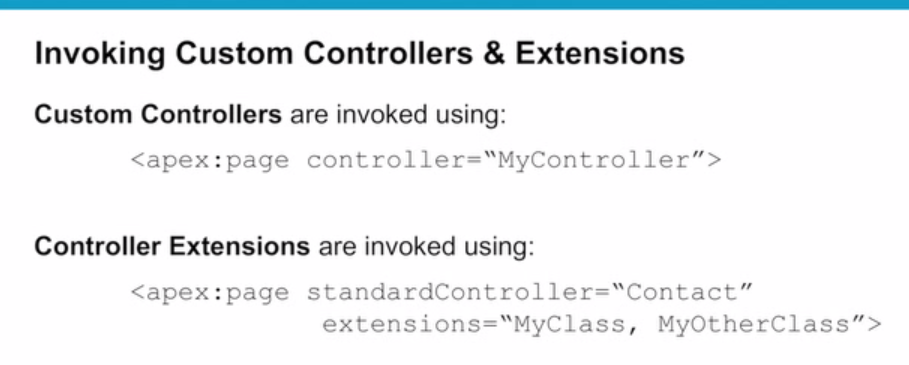 Invoking Custom Controllers & Extensions
Custom Controllers are invoked using:
<apex:page controller=“MyController”>
Controller Extensions are invoked using:
<apex:page standardController=“Contact”
extensions=“MyClass, MyOtherClass”>